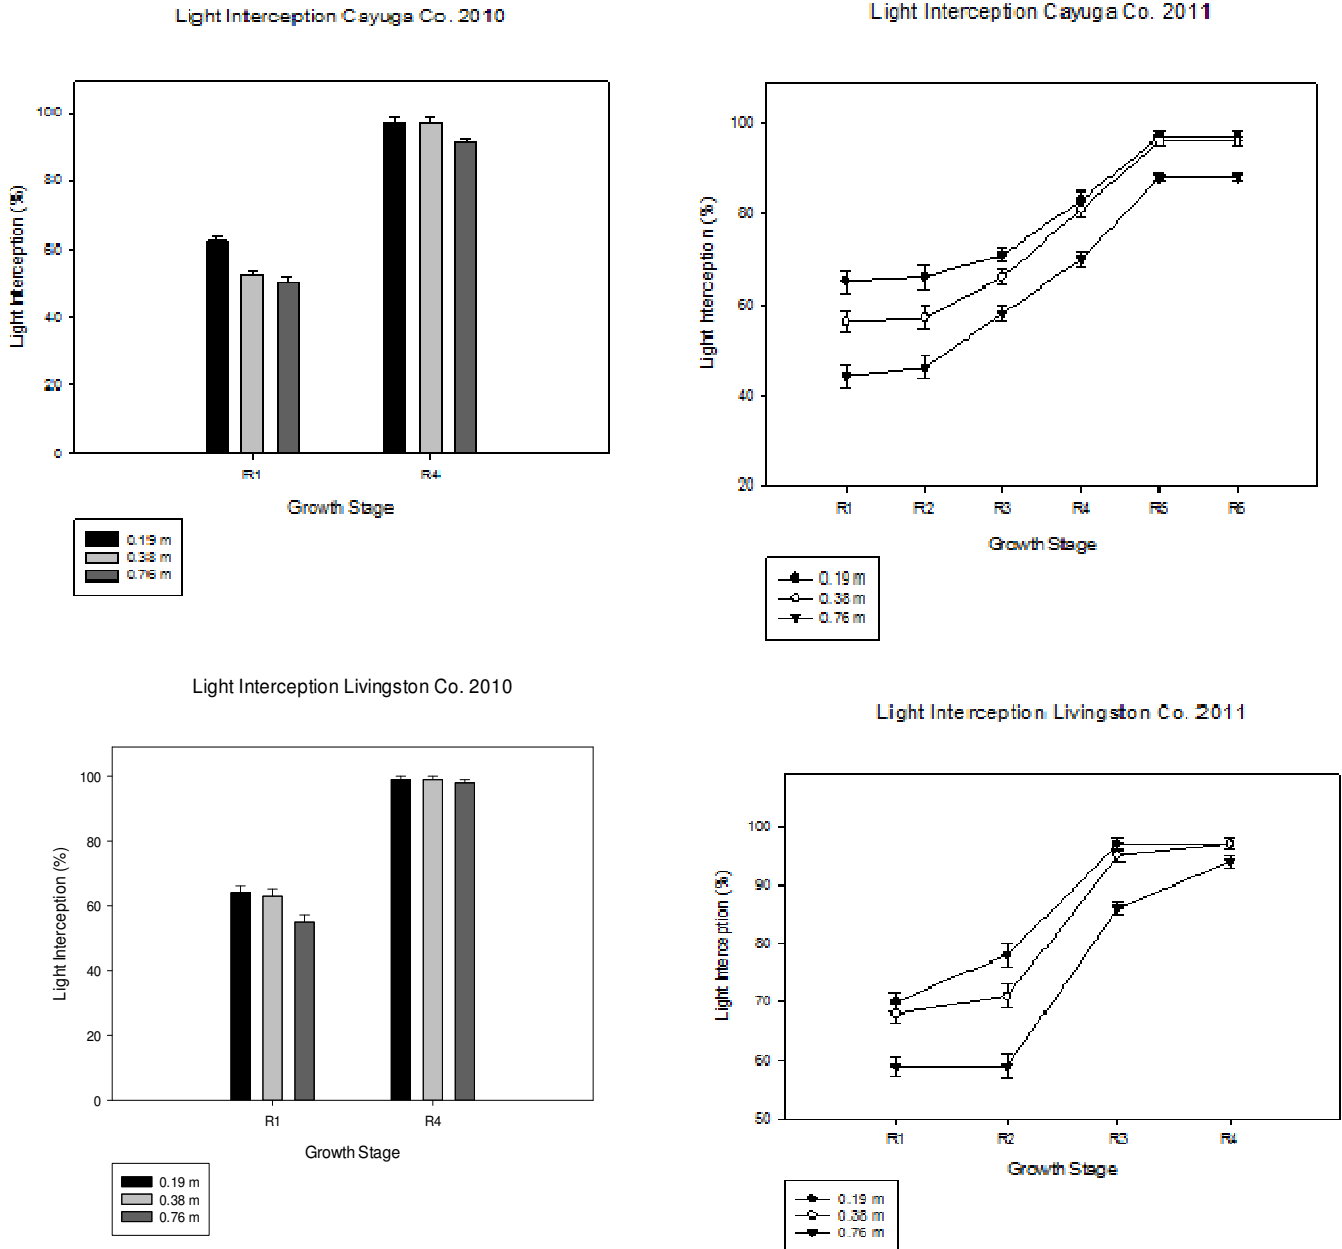 Light Interception Cayuga Co. 2010
100
80
60
40
20
0
Light Interception (%)
R1 R4
Growth Stage
0.19 m
0.38 m
0.76 m
Light Interception Cayuga Co. 2011
100
80
60
40
20
Light Interception (%)
R1 R2 R3 R4 R5 R6
Growth Stage
0.19 m
0.38 m
0.76 m
Light Interception Livingston Co. 2010
100
80
60
40
20
0
Light Interception (%)
R1 R4
Growth Stage
0.19 m
0.38 m
0.76 m
Light Interception Livingston Co. 2011
100
90
80
70
60
50
Light Interception (%)
R1 R2 R3 R4
Growth Stage
0.19 m
0.38 m
0.76 m